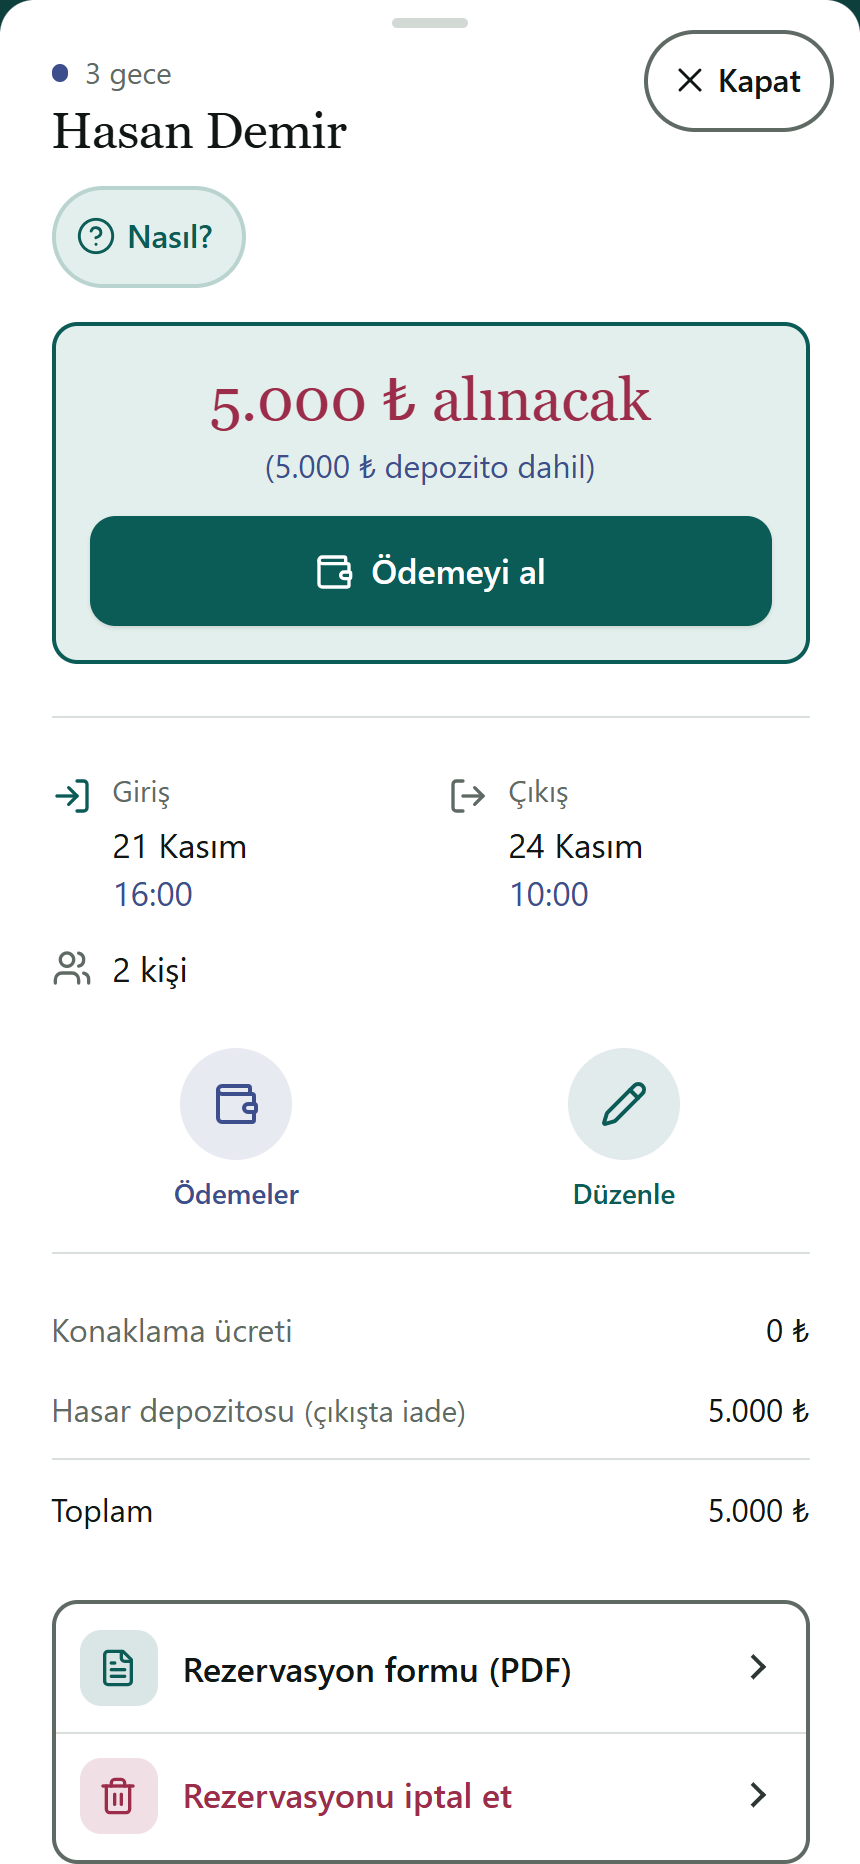 3 gece
Kapat
Hasan Demir
Nasıl?
5.000 ₺ alınacak
(5.000 ₺ depozito dahil)
Ödemeyi al
Giriş
21 Kasım
16:00
Çıkış
24 Kasım
10:00
2 kişi
Ödemeler
Düzenle
Konaklama ücreti 0 ₺
Hasar depozitosu (çıkışta iade) 5.000 ₺
Toplam 5.000 ₺
Rezervasyon formu (PDF)
Rezervasyonu iptal et